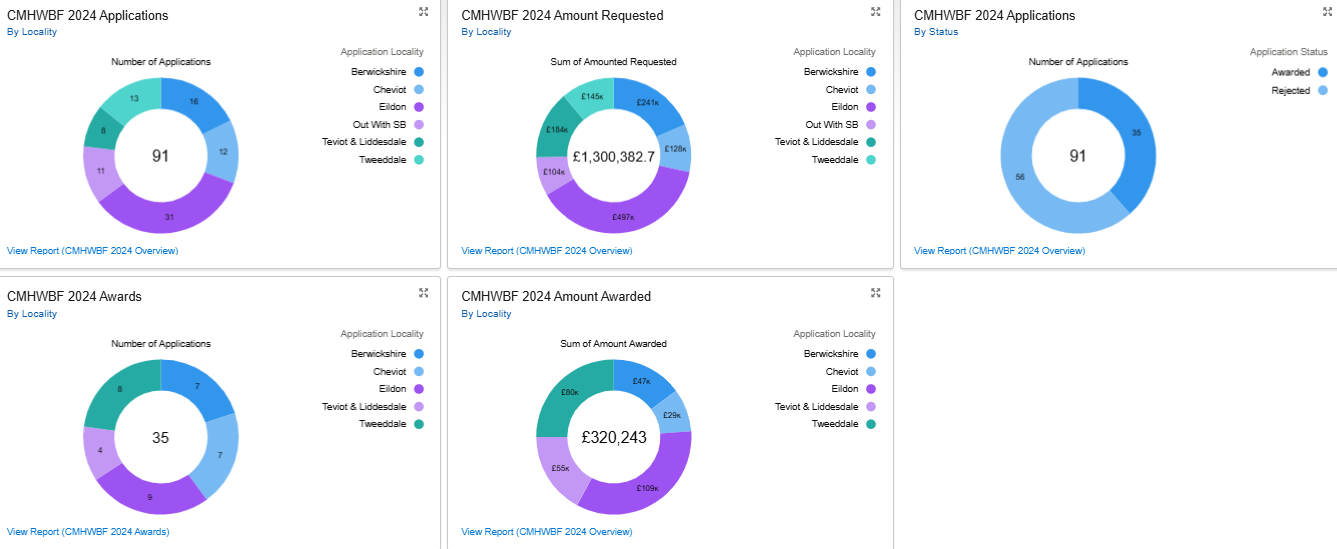 CMHWBF 2024 Applications
By Locality
Number of Applications
Application Locality
Berwickshire
Cheviot
Eildon
Out With SB
Teviot & Liddesdale
Tweeddale
16
12
31
11
8
13
91
View Report (CMHWBF 2024 Overview)
CMHWBF 2024 Amount Requested
By Locality
Sum of Amounted Requested
Application Locality
Berwickshire
Cheviot
Eildon
Out With SB
Teviot & Liddesdale
Tweeddale
£241K
£128K
£497K
£104K
£184K
£145K
£1,300,382.7
View Report (CMHWBF 2024 Overview)
CMHWBF 2024 Applications
By Status
Number of Applications
Application Status
Awarded
Rejected
35
56
91
View Report (CMHWBF 2024 Overview)
CMHWBF 2024 Awards
By Locality
Number of Applications
Application Locality
Berwickshire
Cheviot
Eildon
Teviot & Liddesdale
Tweeddale
7
7
9
4
8
35
View Report (CMHWBF 2024 Awards)
CMHWBF 2024 Amount Awarded
By Locality
Sum of Amount Awarded
Application Locality
Berwickshire
Cheviot
Eildon
Teviot & Liddesdale
Tweeddale
£47K
£29K
£109K
£55K
£80K
£320,243
View Report (CMHWBF 2024 Overview)